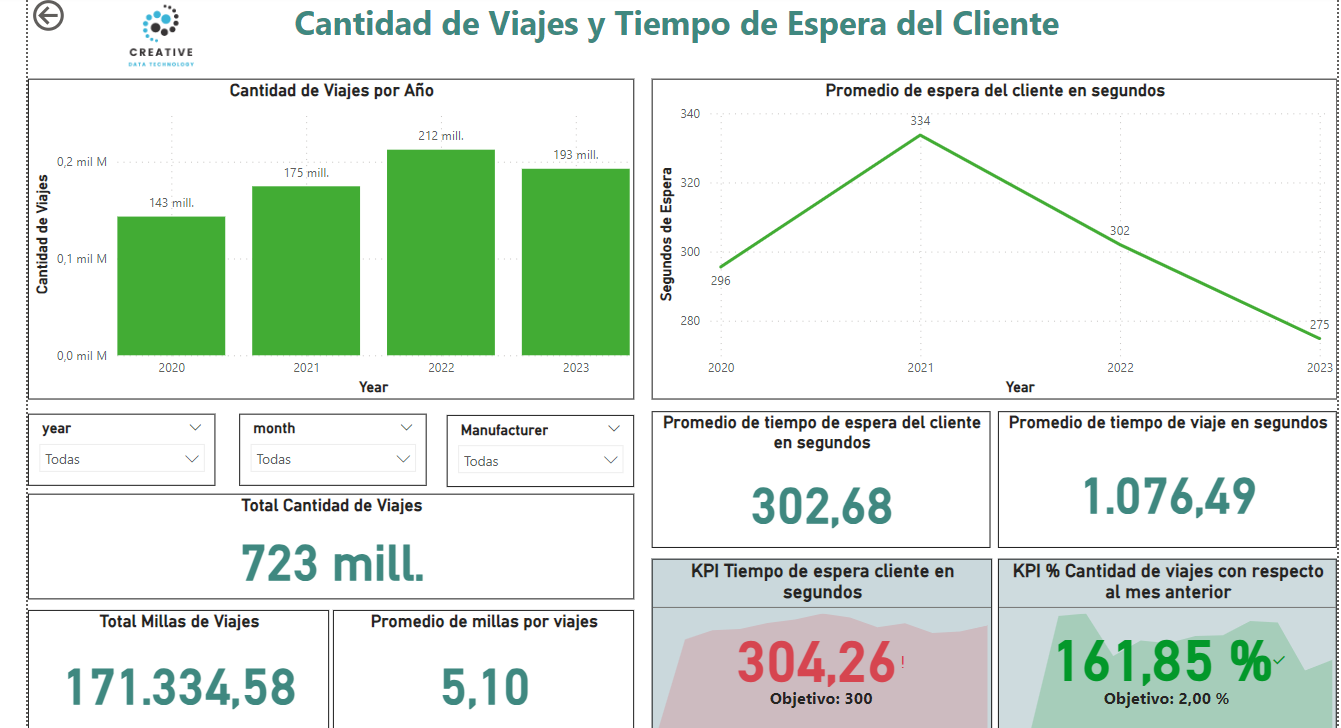 Cantidad de Viajes y Tiempo de Espera del Cliente
CREATIVE
DATA TECHNOLOGY
Cantidad de Viajes por Año
Cantidad de Viajes
0,2 mil M
0,1 mil M
0,0 mil M
143 mill.
175 mill.
212 mill.
193 mill.
2020
2021
2022
2023
Year
Promedio de espera del cliente en segundos
Segundos de Espera
340
320
300
280
296
334
302
275
2020
2021
2022
2023
Year
year
Todas
month
Todas
Manufacturer
Todas
Total Cantidad de Viajes
723 mill.
Total Millas de Viajes
171.334,58
Promedio de millas por viajes
5,10
Promedio de tiempo de espera del cliente
en segundos
302,68
Promedio de tiempo de viaje en segundos
1.076,49
KPI Tiempo de espera cliente en
segundos
304,26!
Objetivo: 300
KPI % Cantidad de viajes con respecto
al mes anterior
161,85 %
Objetivo: 2,00 %